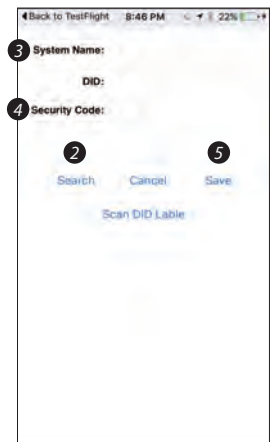 Back to TestFlight 8:46 PM 22%
3 System Name:
DID:
4 Security Code:
2 5
Search Cancel Save
Scan DID Lable